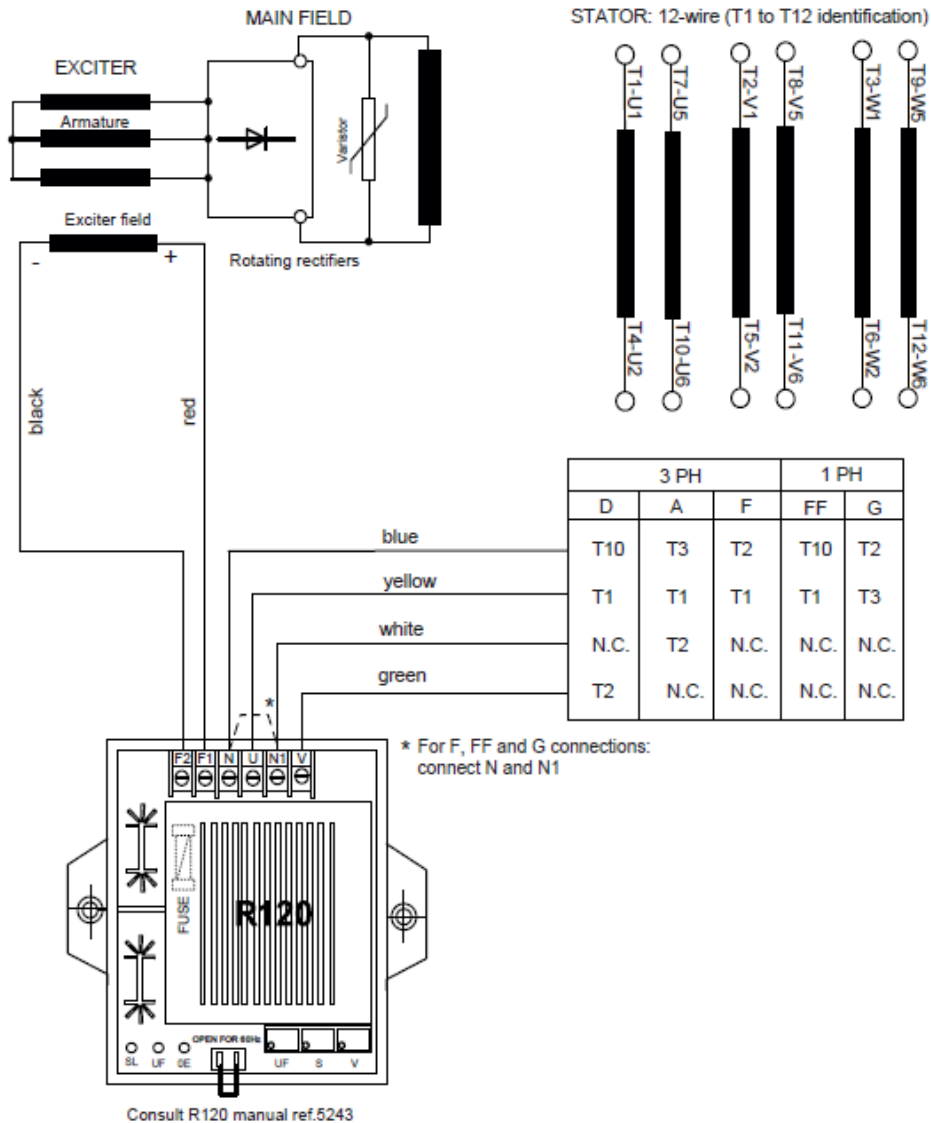 MAIN FIELD
STATOR: 12-wire (T1 to T12 identification)
EXCITER
Armature
Varistor
Exciter field
-
+
Rotating rectifiers
T1-U1
T7-U5
T2-V1
T8-V5
T3-W1
T9-W5
T4-U2
T10-U6
T5-V2
T11-V6
T6-W2
T12-W6
black
red
3 PH 1 PH
D A F FF G
blue T10 T3 T2 T10 T2
yellow T1 T1 T1 T1 T3
white N.C. T2 N.C. N.C. N.C.
green T2 N.C. N.C. N.C. N.C.
*
* For F, FF and G connections:
connect N and N1
F2 F1 N U N1 V
FUSE
R120
OPEN FOR 60Hz
SL UF 0E UF S V
Consult R120 manual ref.5243